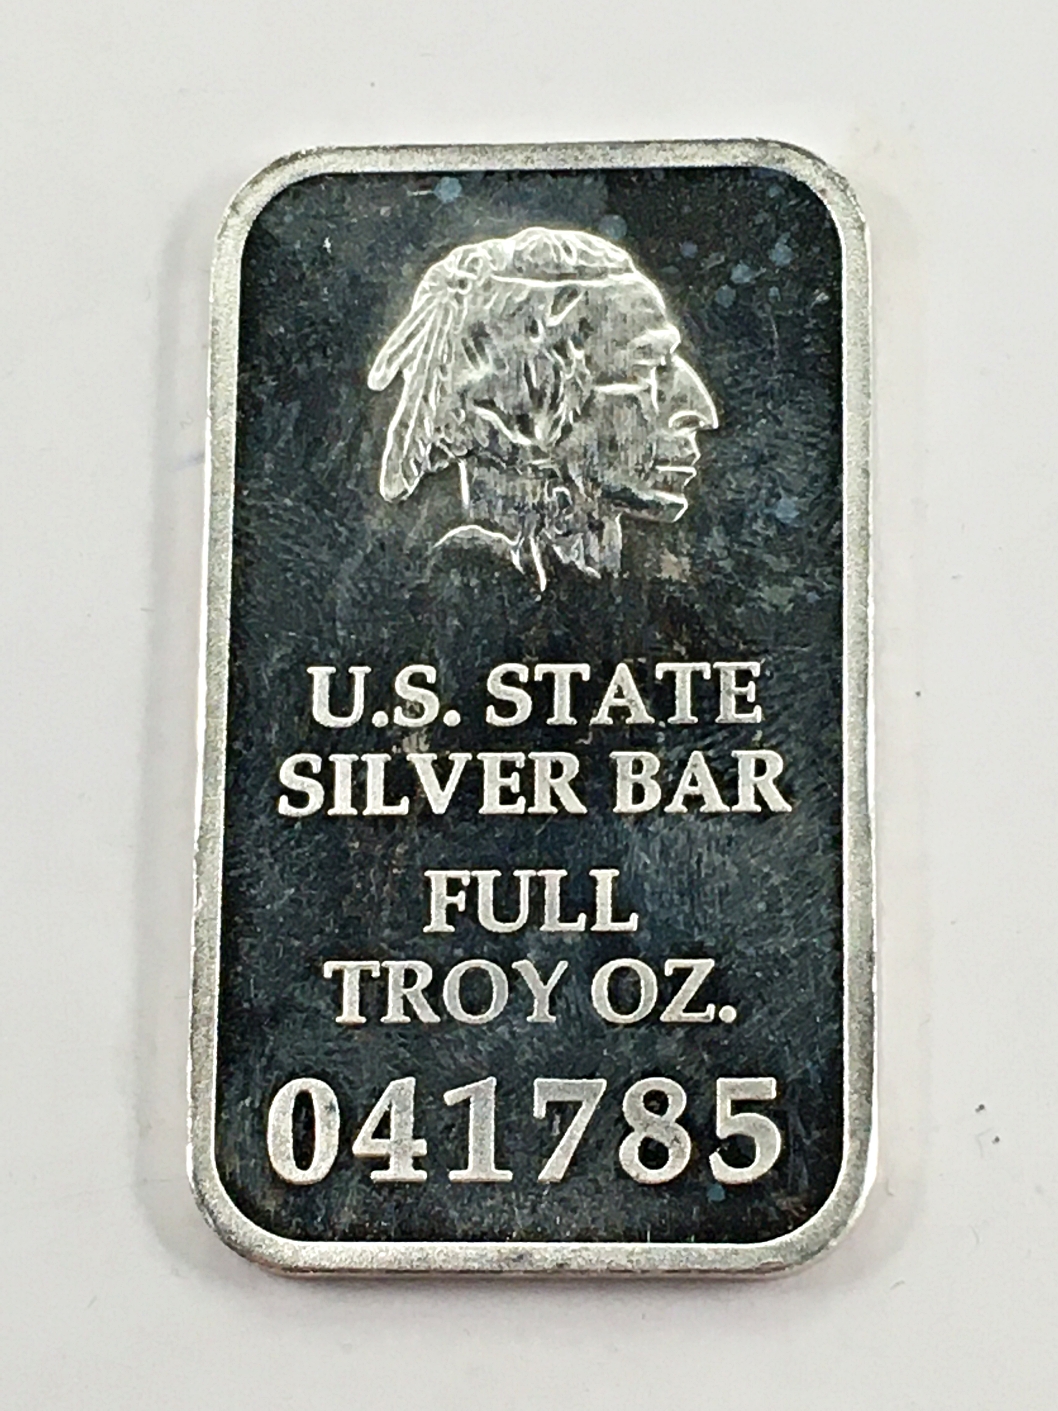 U.S. STATE
SILVER BAR
FULL
TROY OZ.
041785